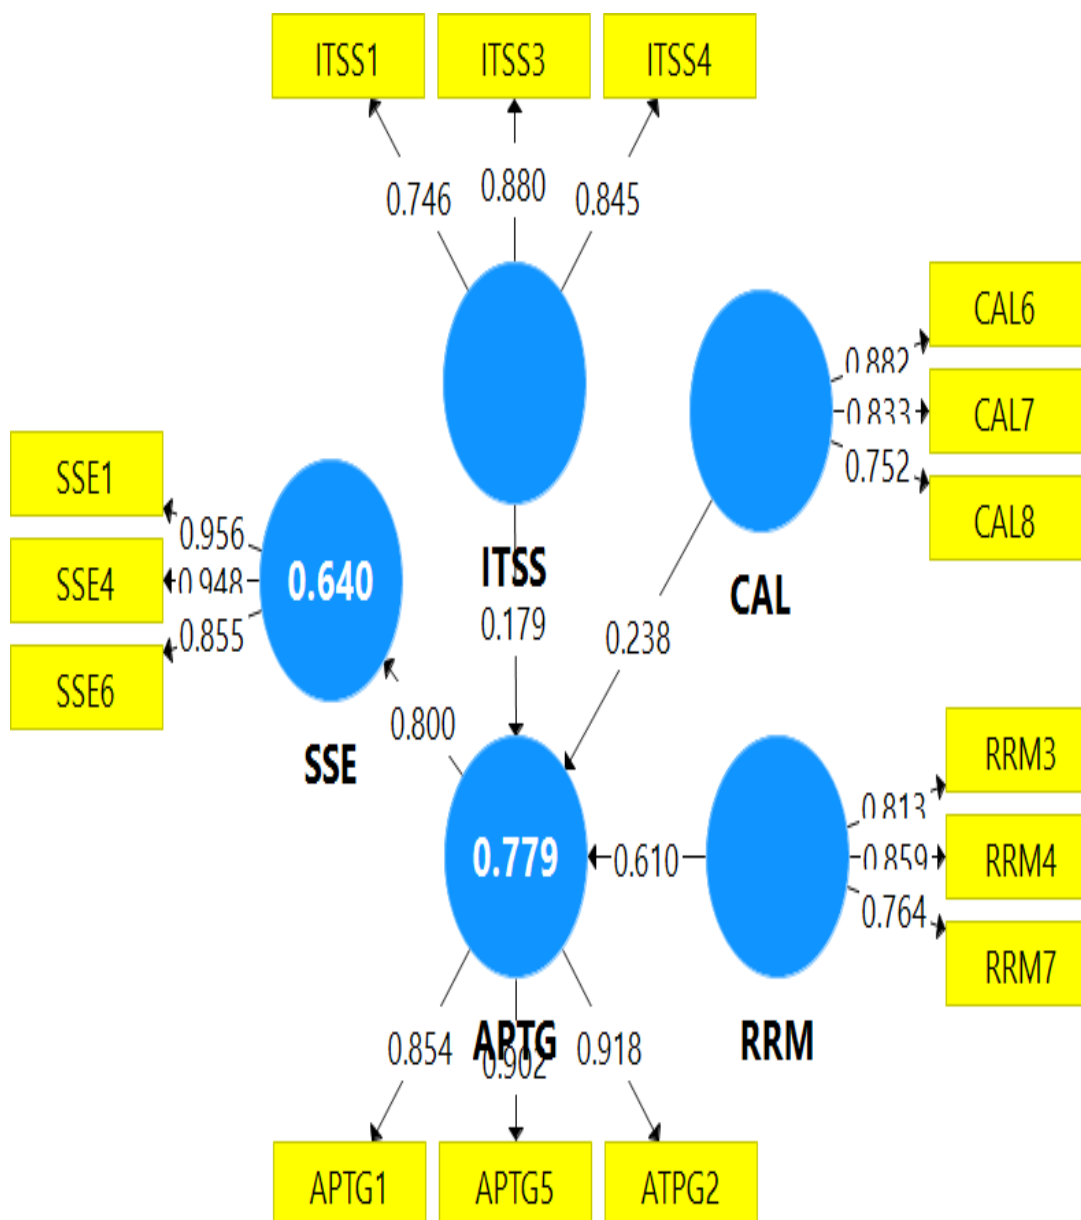 ITSS1
ITSS3
ITSS4
0.746
0.880
0.845
CAL6
0.882
CAL7
0.833
0.752
CAL8
SSE1
0.956
SSE4
0.948
0.855
SSE6
0.640
ITSS
CAL
0.179
0.238
0.800
SSE
RRM3
0.813
0.779
0.610
0.859
RRM4
0.764
RRM7
APTG
RRM
0.854
0.902
0.918
APTG1
APTG5
ATPG2